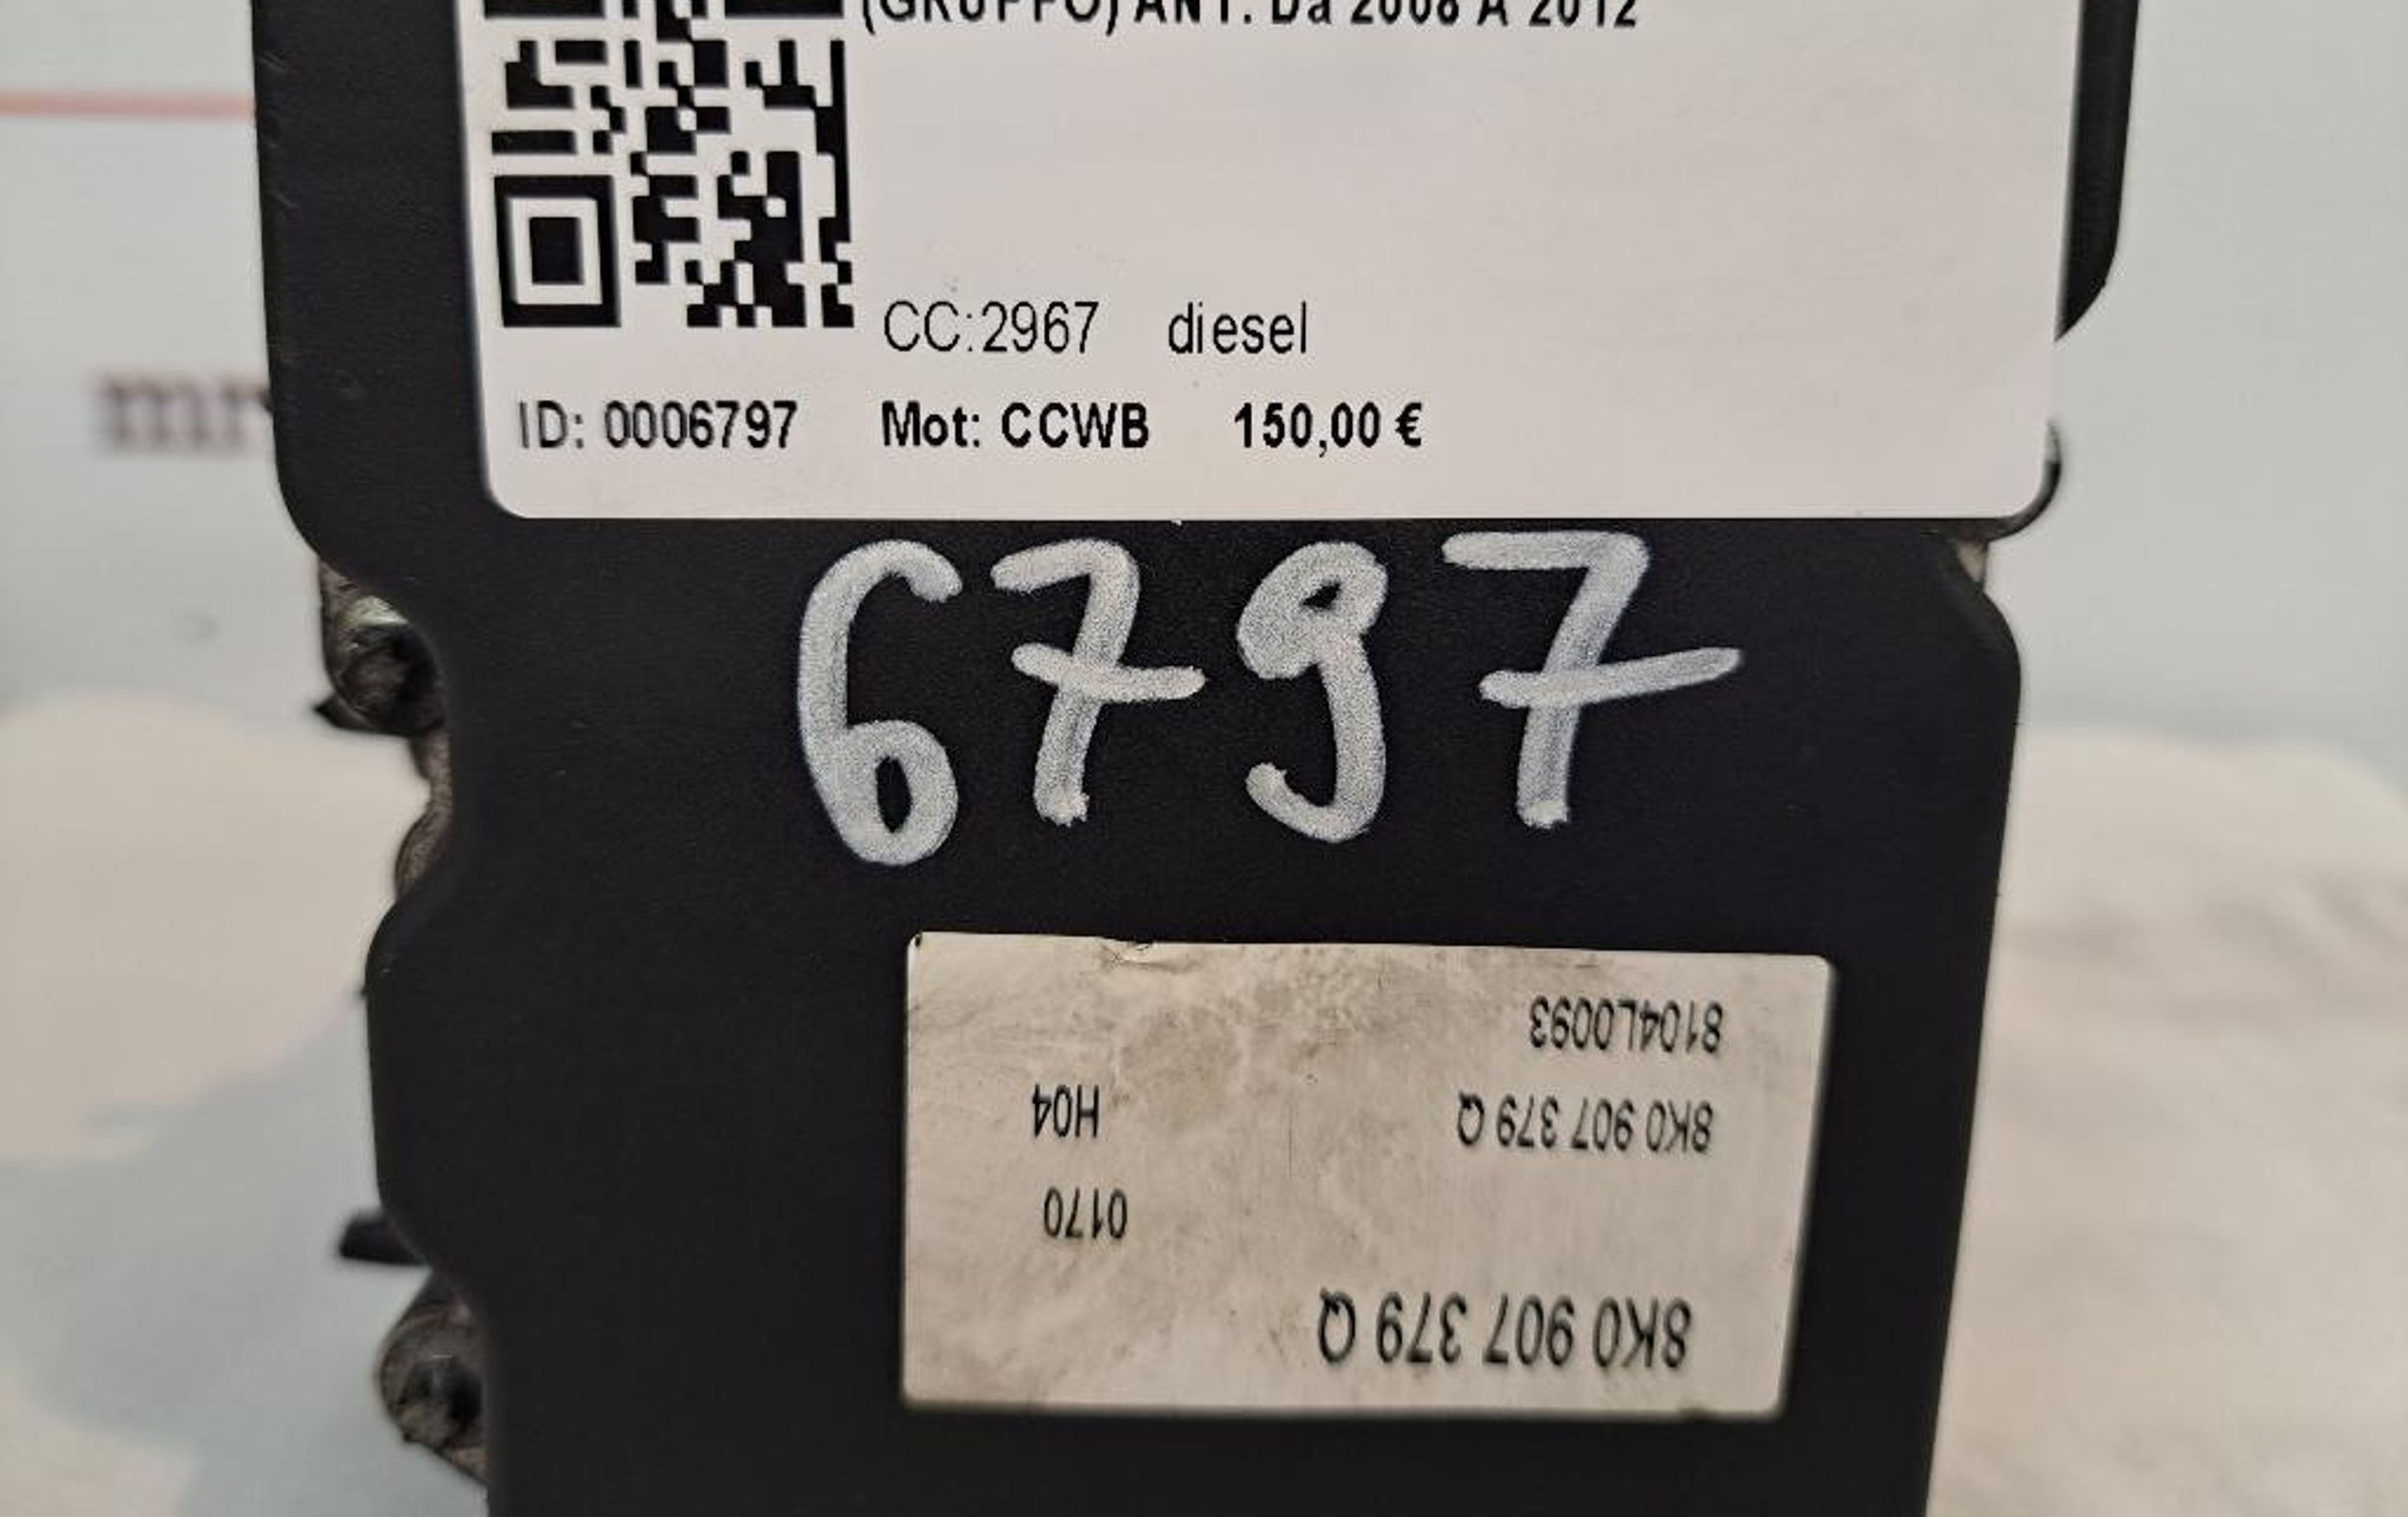 (GRUPPO) ANT. Da 2008 A 2012
CC:2967 diesel
ID: 0006797 Mot: CCWB 150,00 €
6797
8K0 907 379 Q
0170
8K0 907 379 Q H04
8104L0093